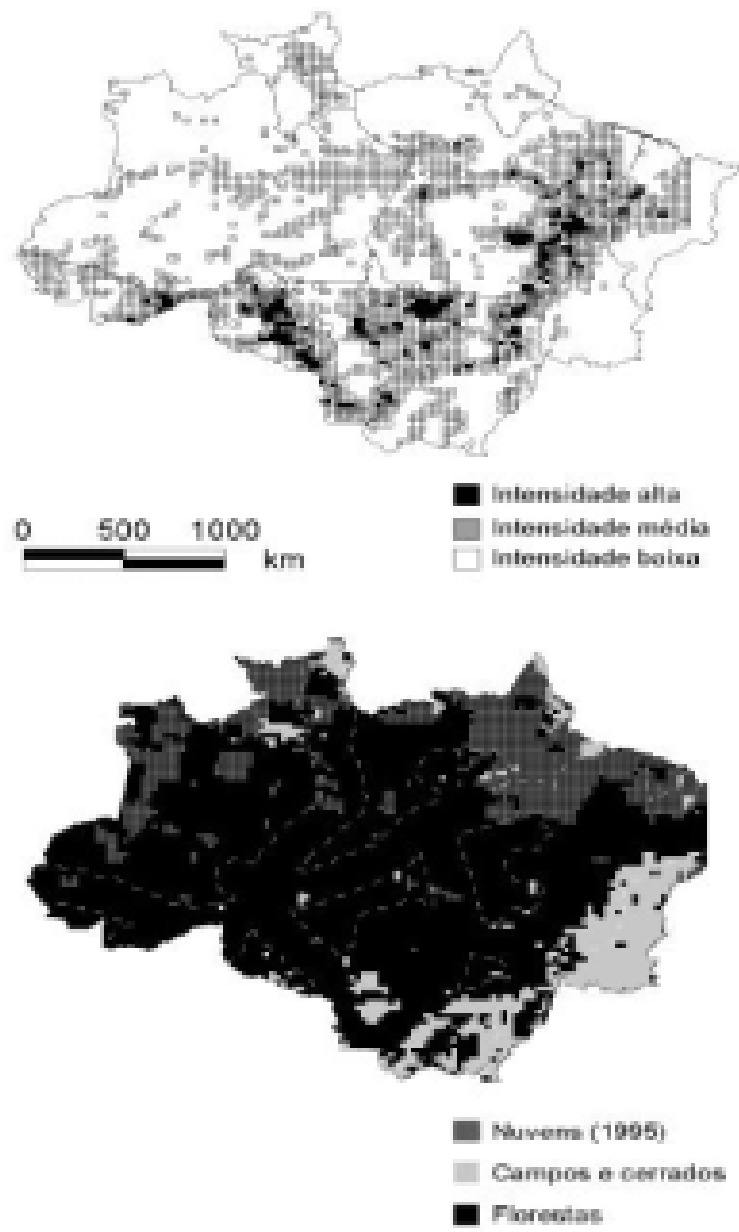 Intensidade alta
0 500 1000
Intensidade média
km
Intensidade baixa
Nuvens (1995)
Campos e cerrados
Florestas